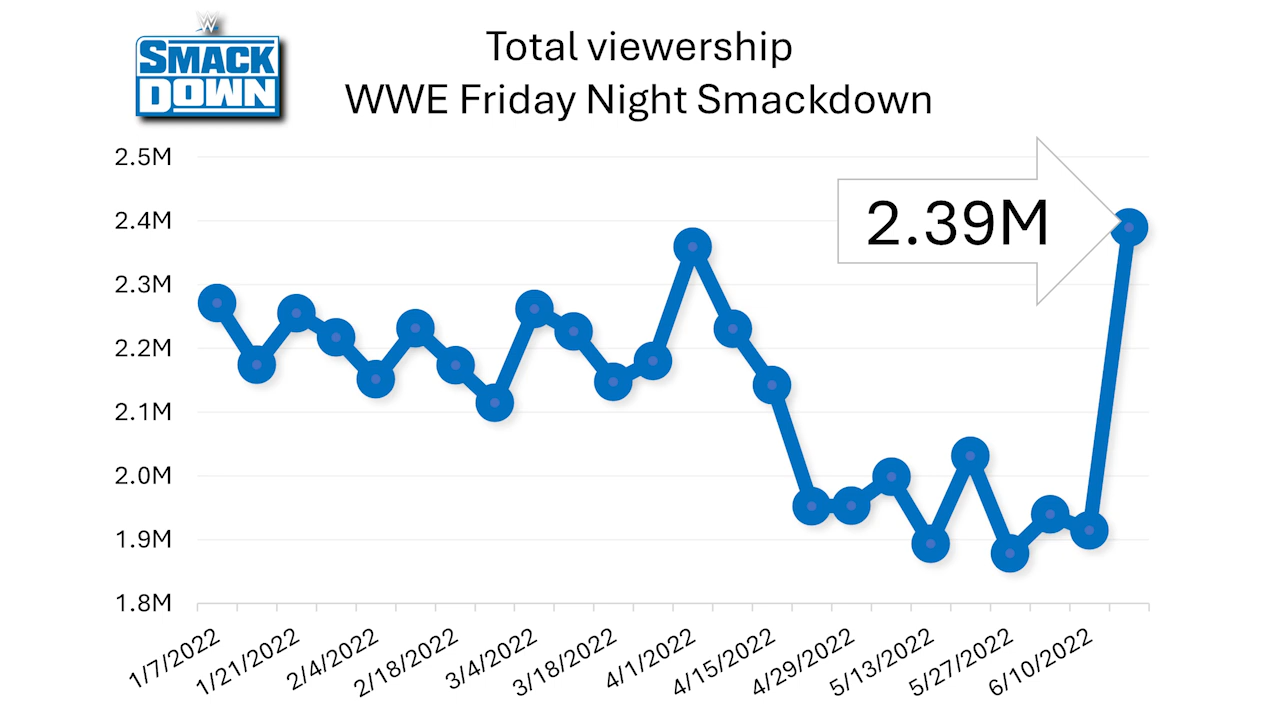 W
SMACK
DOWN
Total viewership
WWE Friday Night Smackdown
2.5M
2.4M
2.3M
2.2M
2.1M
2.0M
1.9M
1.8M
2.39M
1/7/2022
1/21/2022
2/4/2022
2/18/2022
3/4/2022
3/18/2022
4/1/2022
4/15/2022
4/29/2022
5/13/2022
5/27/2022
6/10/2022